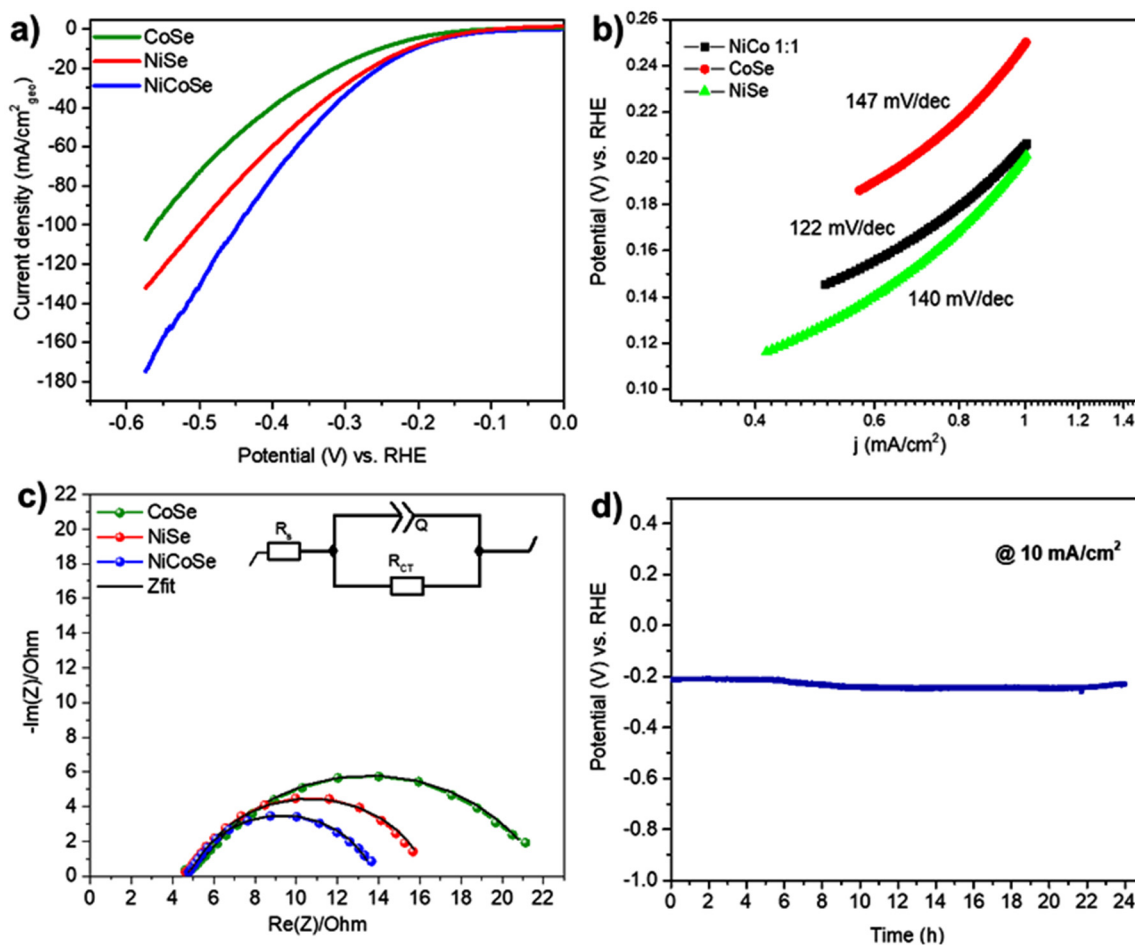 a)
CoSe
NiSe
NiCoSe
Current density (mA/cm²geo)
0
-20
-40
-60
-80
-100
-120
-140
-160
-180
-0.6 -0.5 -0.4 -0.3 -0.2 -0.1 0.0
Potential (V) vs. RHE
b)
NiCo 1:1
CoSe
NiSe
147 mV/dec
122 mV/dec
140 mV/dec
Potential (V) vs. RHE
0.26
0.24
0.22
0.20
0.18
0.16
0.14
0.12
0.10
0.4 0.6 0.8 1 1.2 1.4
j (mA/cm²)
c)
CoSe
NiSe
NiCoSe
Zfit
Rs
Q
RCT
-Im(Z)/Ohm
22
20
18
16
14
12
10
8
6
4
2
0
0 2 4 6 8 10 12 14 16 18 20 22
Re(Z)/Ohm
d)
@ 10 mA/cm²
Potential (V) vs. RHE
0.4
0.2
0.0
-0.2
-0.4
-0.6
-0.8
-1.0
0 2 4 6 8 10 12 14 16 18 20 22 24
Time (h)